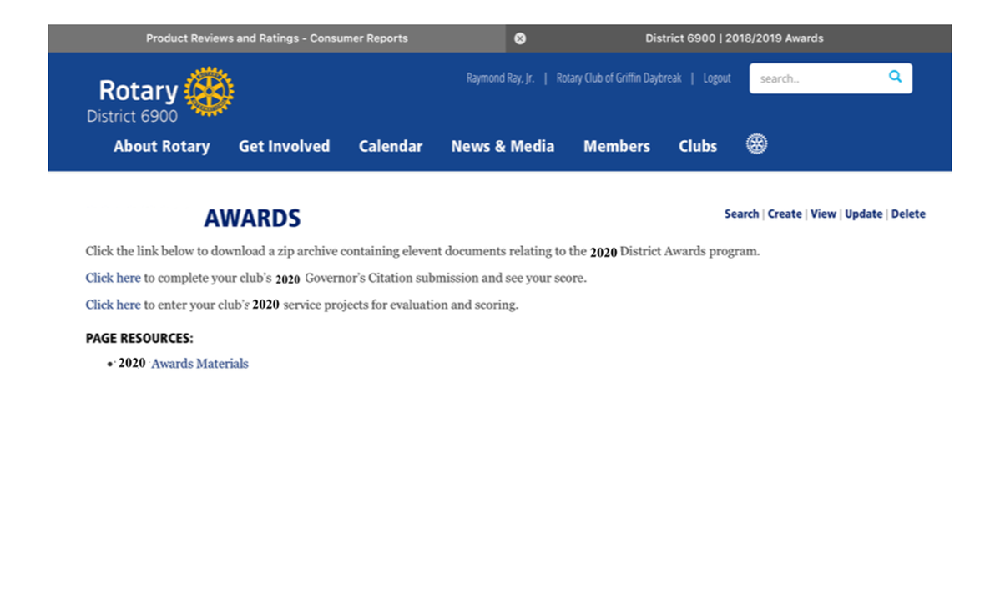 Product Reviews and Ratings - Consumer Reports District 6900 | 2018/2019 Awards
Rotary
District 6900
Raymond Ray, Jr. | Rotary Club of Griffin Daybreak | Logout search..
About Rotary Get Involved Calendar News & Media Members Clubs
AWARDS
Search | Create | View | Update | Delete
Click the link below to download a zip archive containing elevent documents relating to the 2020 District Awards program.
Click here to complete your club's 2020 Governor's Citation submission and see your score.
Click here to enter your club's 2020 service projects for evaluation and scoring.
PAGE RESOURCES:
• 2020 Awards Materials